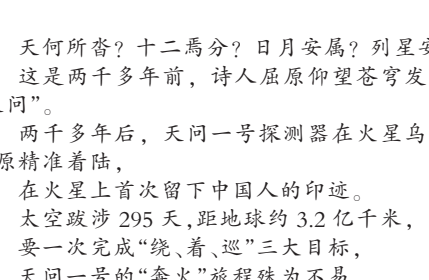 天何所沓？十二焉分？日月安属？列星安
这是两千多年前，诗人屈原仰望苍穹发
问”。
两千多年后，天问一号探测器在火星乌
原精准着陆，
在火星上首次留下中国人的印迹。
太空跋涉 295 天，距地球约 3.2 亿千米，
要一次完成“绕、着、巡”三大目标，
天问一号的“奔火”旅程殊为不易